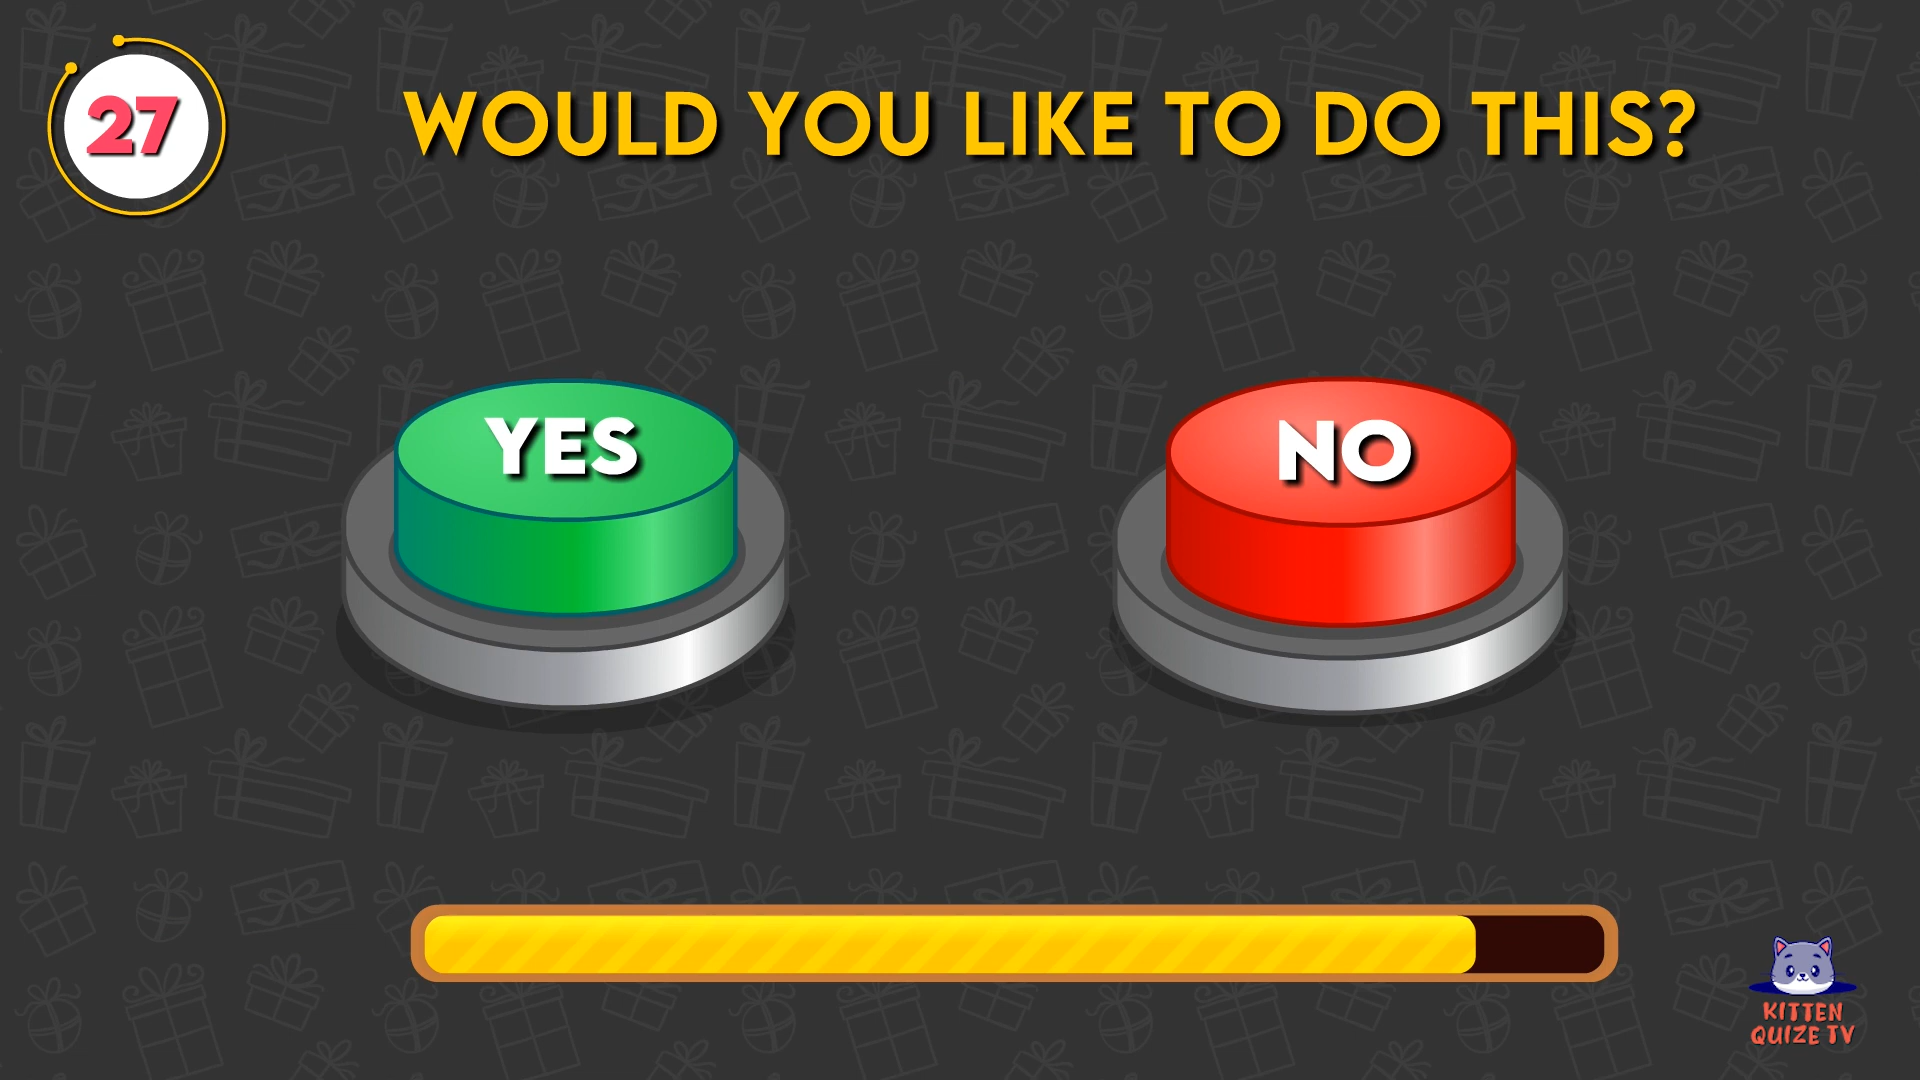 27
WOULD YOU LIKE TO DO THIS?
YES
NO
KITTEN
QUIZE TV